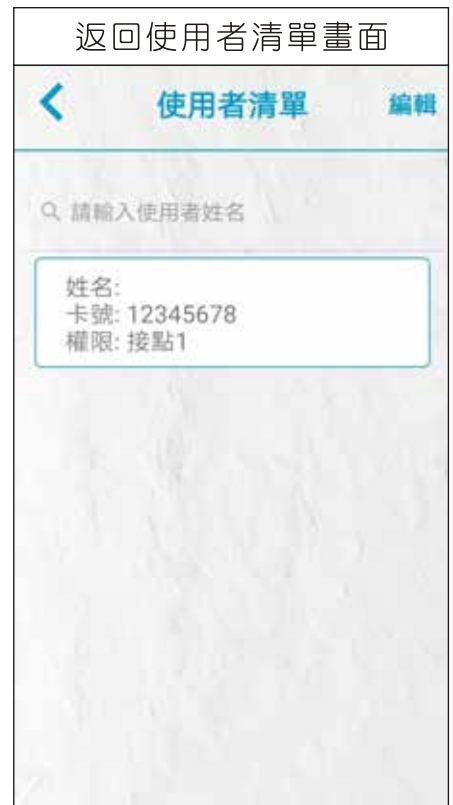 返回使用者清單畫面
使用者清單 編輯
請輸入使用者姓名
姓名:
卡號: 12345678
權限: 接點1